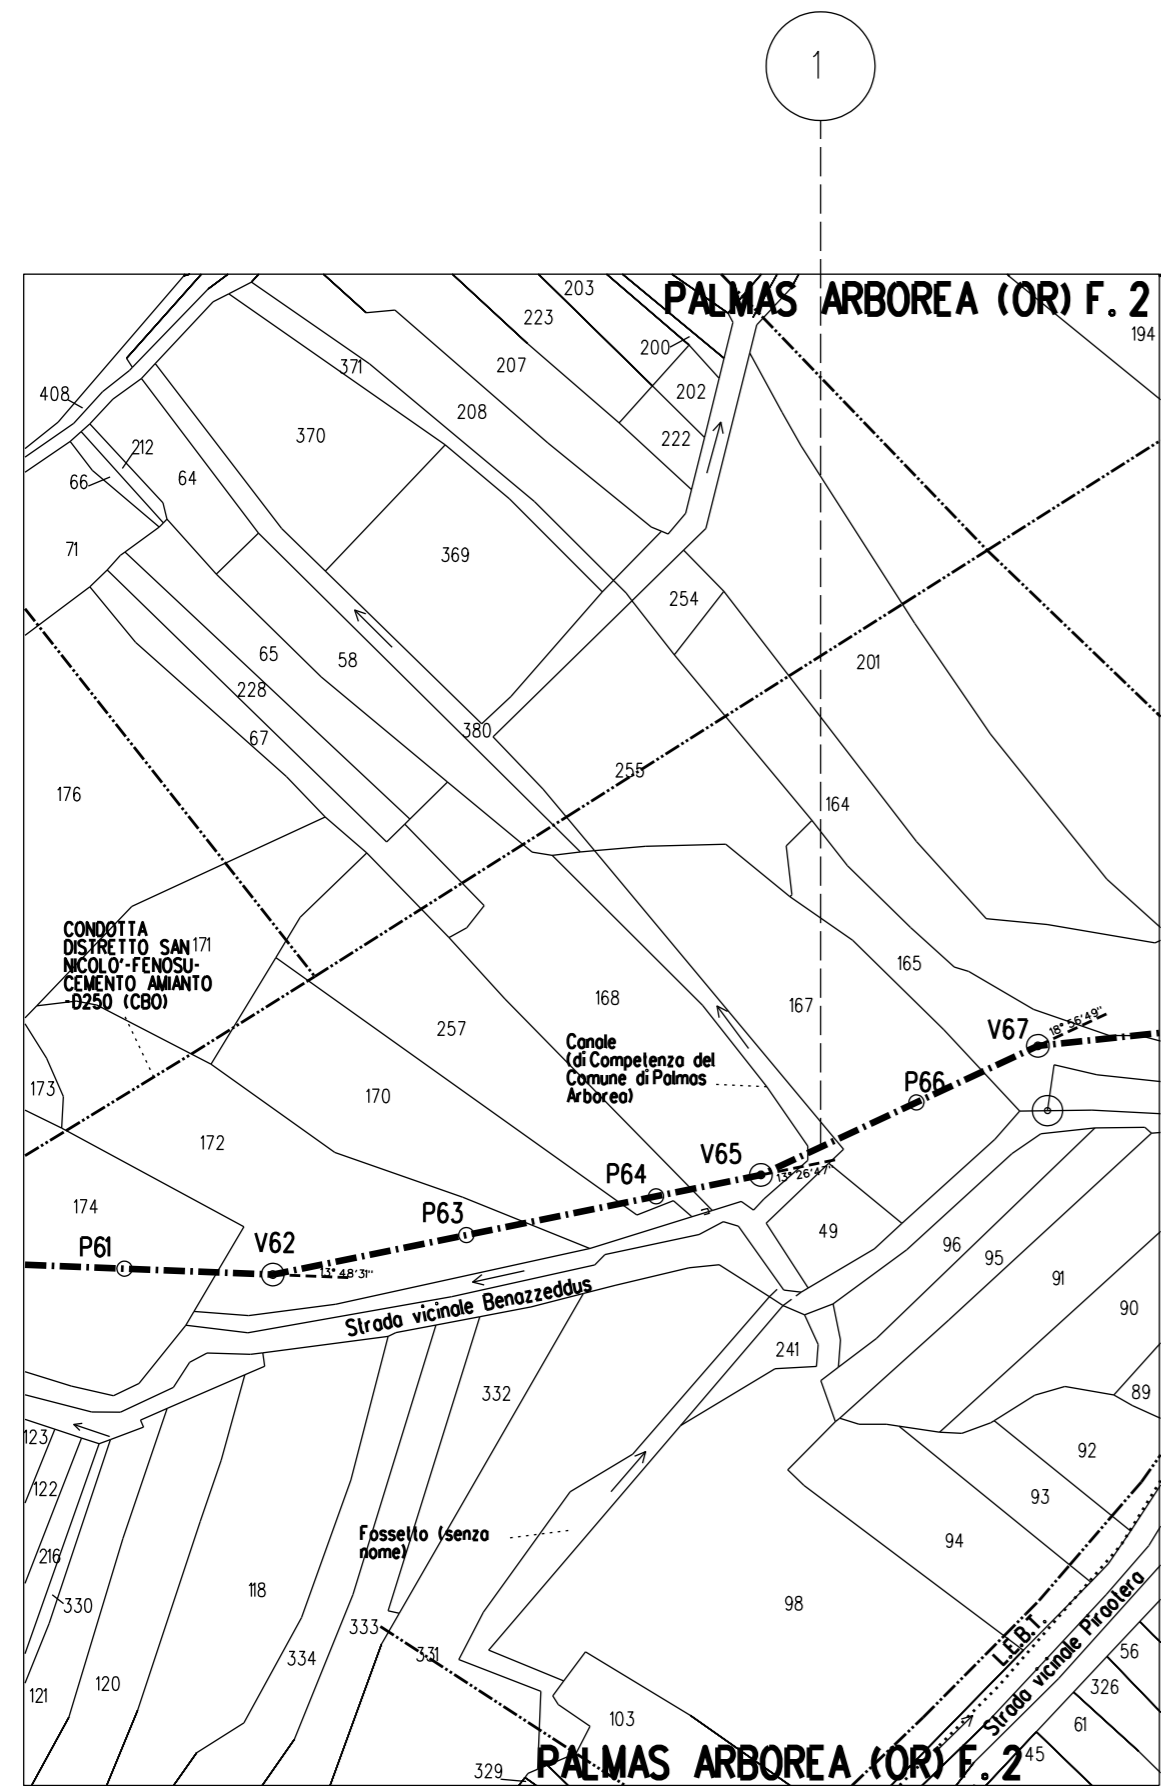 1
PALMAS ARBOREA (OR) F. 2
203
223
194
200
207
371
202
408
208
370
222
212
64
66
71
369
254
65
58
201
228
380
67
255
176
164
CONDOTTA
DISTRETTO SAN
NICOLO'-FENOSU-
CEMENTO AMIANTO
-D250 (CBO)
171
165
168
167
257
Canale
(di Competenza del
Comune di Palmas
Arborea)
V67
18° 56'49''
P66
173
170
172
V65
13° 26'47''
P64
174
P63
P61
V62
13° 48'31''
49
96
95
91
90
Strada vicinale Benazzeddus
241
332
89
123
92
122
93
Fossetto (senza
nome)
94
216
118
98
330
333
331
334
L.E.B.T.
Strada vicinale Piraotera
56
326
120
121
61
103
45
329
PALMAS ARBOREA (OR) F. 2